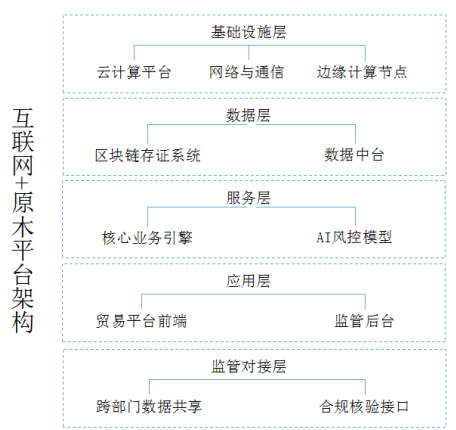 互联网+原木平台架构
基础设施层
云计算平台 网络与通信 边缘计算节点
数据层
区块链存证系统 数据中台
服务层
核心业务引擎 AI风控模型
应用层
贸易平台前端 监管后台
监管对接层
跨部门数据共享 合规核验接口